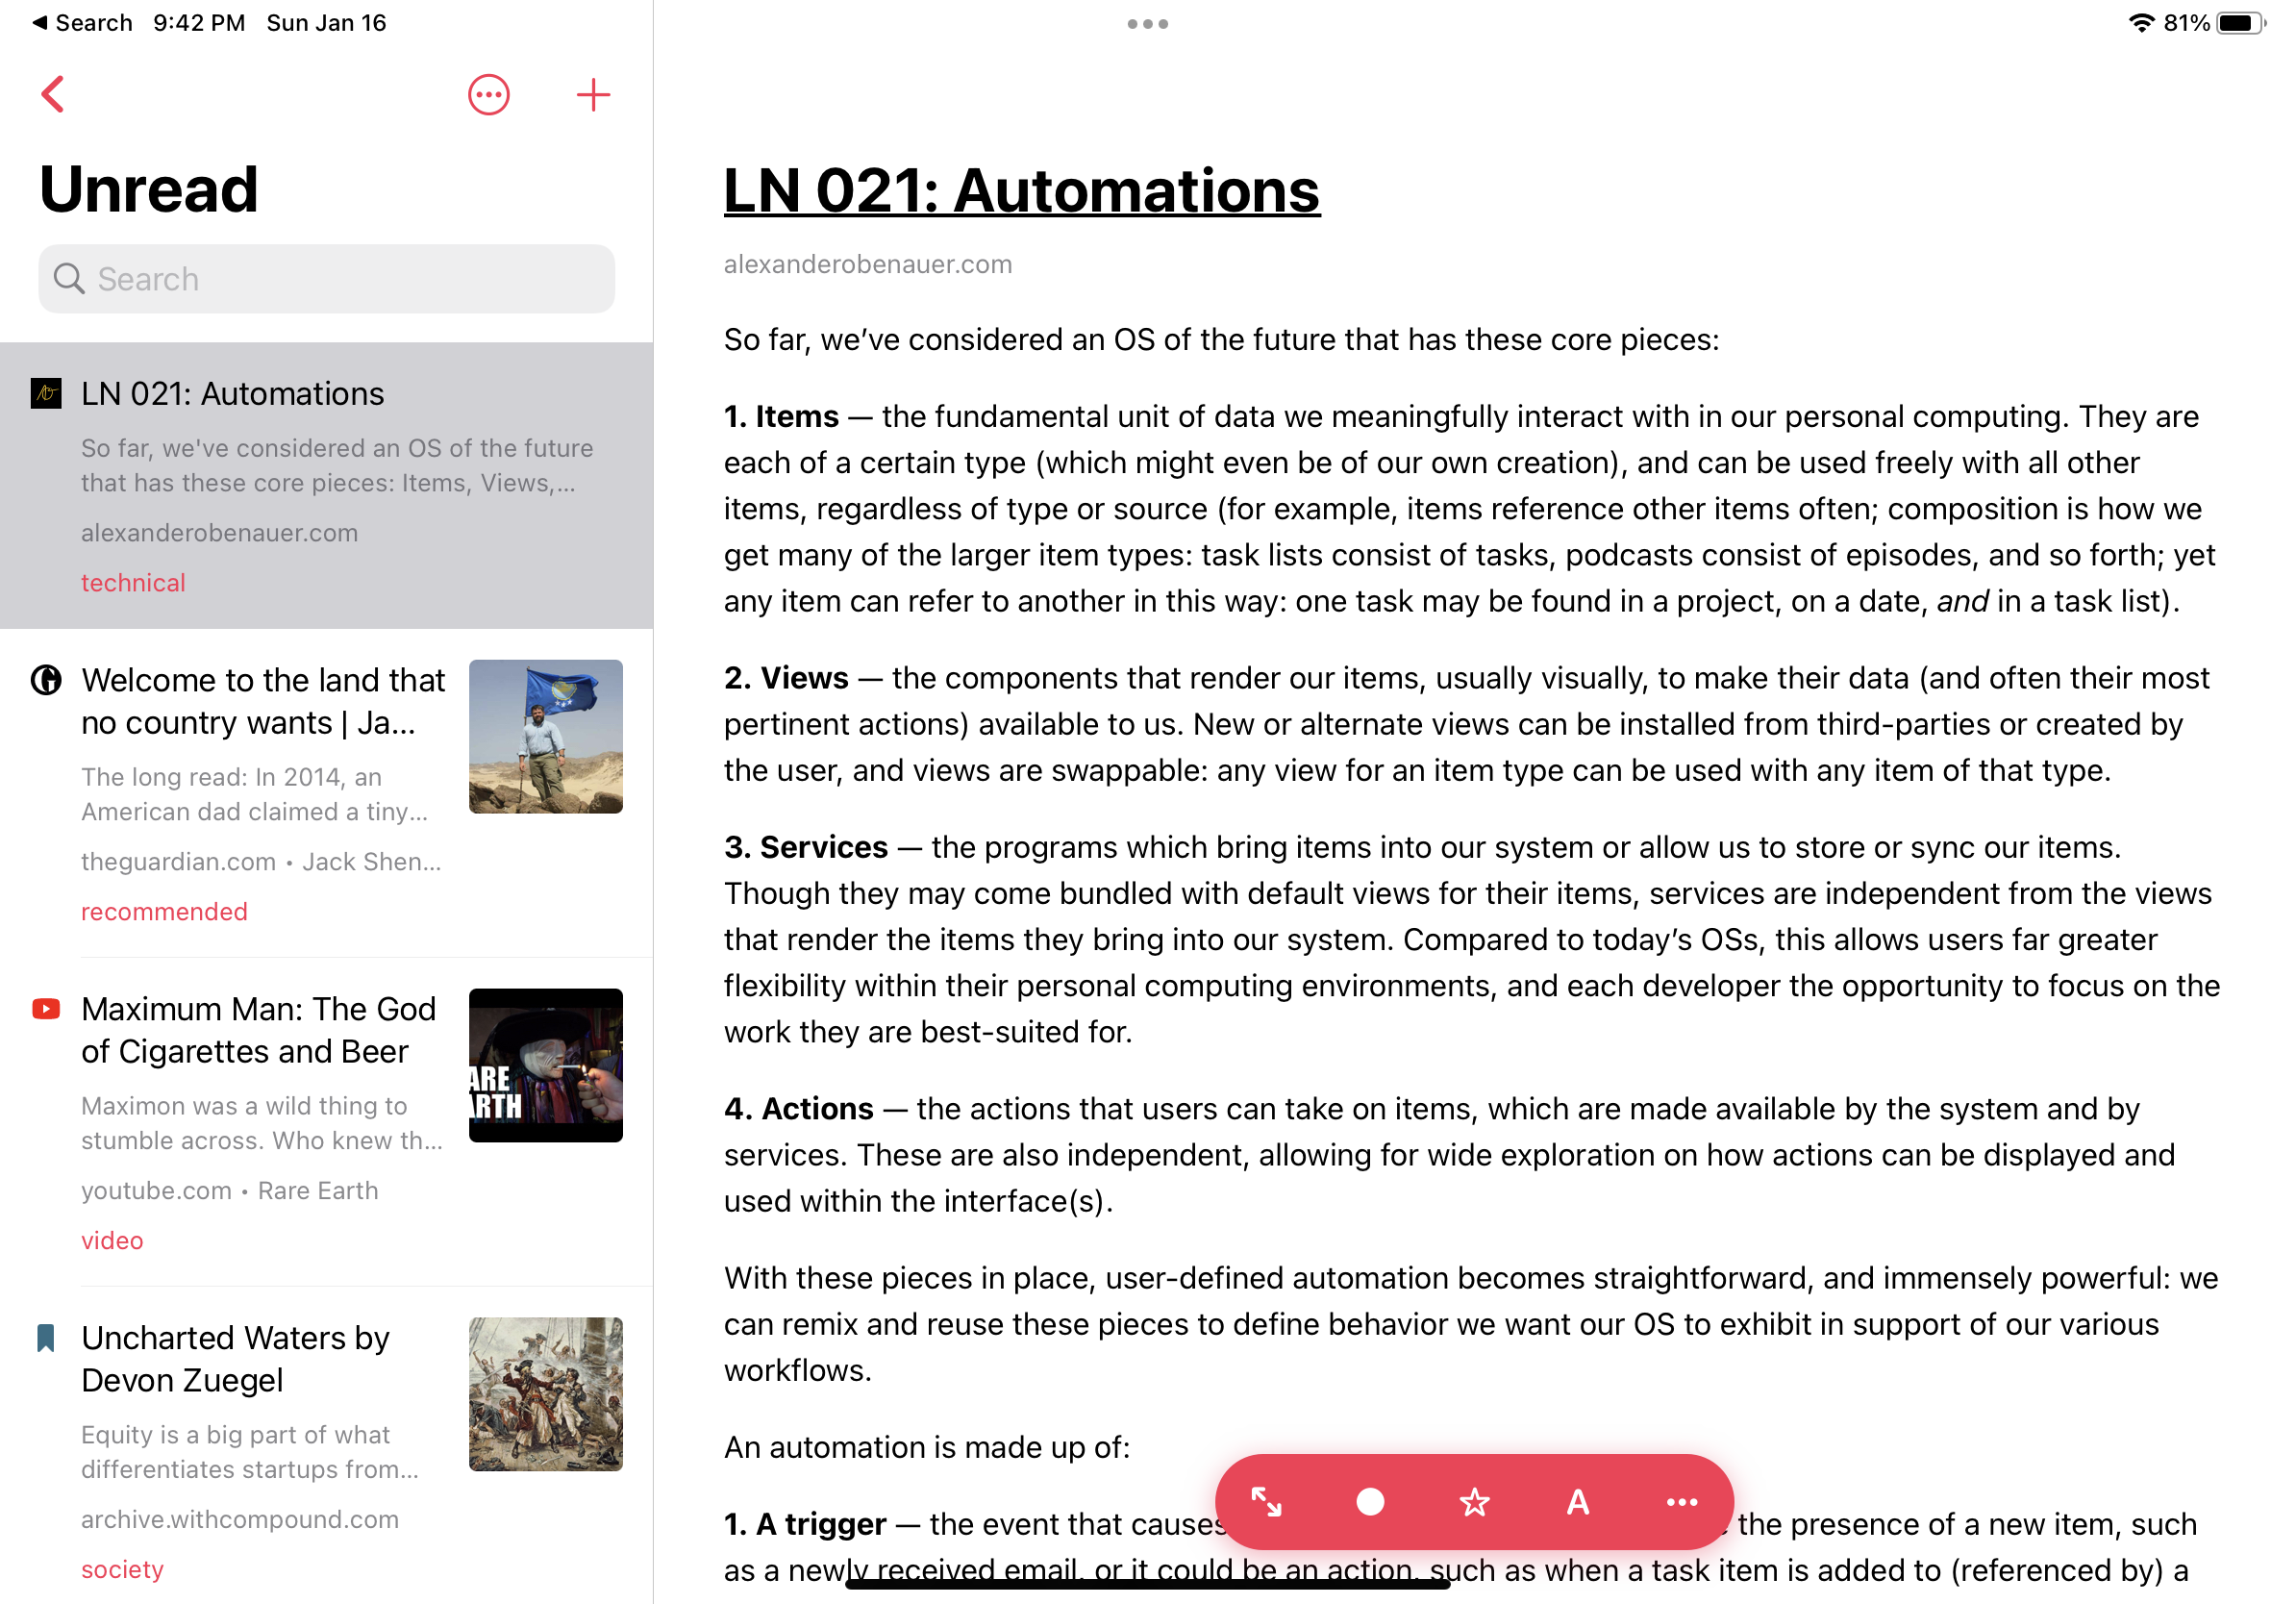 Search 9:42 PM Sun Jan 16
81%
Unread
Search
LN 021: Automations
So far, we've considered an OS of the future
that has these core pieces: Items, Views,...
alexanderobenauer.com
technical
Welcome to the land that
no country wants | Ja...
The long read: In 2014, an
American dad claimed a tiny...
theguardian.com • Jack Shen...
recommended
Maximum Man: The God
of Cigarettes and Beer
Maximon was a wild thing to
stumble across. Who knew th...
youtube.com • Rare Earth
video
ARE
ARTH
Uncharted Waters by
Devon Zuegel
Equity is a big part of what
differentiates startups from...
archive.withcompound.com
society
LN 021: Automations
alexanderobenauer.com
So far, we’ve considered an OS of the future that has these core pieces:
1. Items — the fundamental unit of data we meaningfully interact with in our personal computing. They are
each of a certain type (which might even be of our own creation), and can be used freely with all other
items, regardless of type or source (for example, items reference other items often; composition is how we
get many of the larger item types: task lists consist of tasks, podcasts consist of episodes, and so forth; yet
any item can refer to another in this way: one task may be found in a project, on a date, and in a task list).
2. Views — the components that render our items, usually visually, to make their data (and often their most
pertinent actions) available to us. New or alternate views can be installed from third-parties or created by
the user, and views are swappable: any view for an item type can be used with any item of that type.
3. Services — the programs which bring items into our system or allow us to store or sync our items.
Though they may come bundled with default views for their items, services are independent from the views
that render the items they bring into our system. Compared to today’s OSs, this allows users far greater
flexibility within their personal computing environments, and each developer the opportunity to focus on the
work they are best-suited for.
4. Actions — the actions that users can take on items, which are made available by the system and by
services. These are also independent, allowing for wide exploration on how actions can be displayed and
used within the interface(s).
With these pieces in place, user-defined automation becomes straightforward, and immensely powerful: we
can remix and reuse these pieces to define behavior we want our OS to exhibit in support of our various
workflows.
An automation is made up of:
1. A trigger — the event that causes the presence of a new item, such
as a newly received email, or it could be an action, such as when a task item is added to (referenced by) a
A